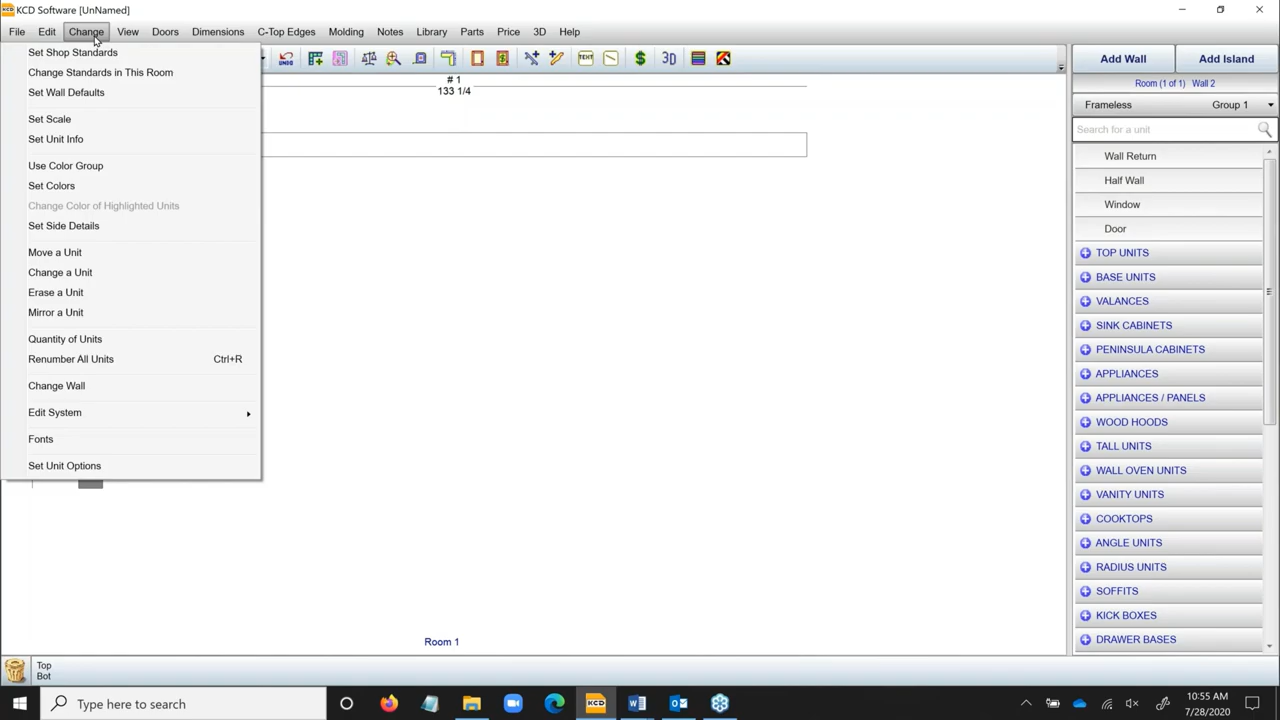 KCD Software [UnNamed]
File Edit Change View Doors Dimensions C-Top Edges Molding Notes Library Parts Price 3D Help
Set Shop Standards
Change Standards in This Room
Set Wall Defaults
Set Scale
Set Unit Info
Use Color Group
Set Colors
Change Color of Highlighted Units
Set Side Details
Move a Unit
Change a Unit
Erase a Unit
Mirror a Unit
Quantity of Units
Renumber All Units Ctrl+R
Change Wall
Edit System
Fonts
Set Unit Options
UNDO TEXT $ 3D
# 1
133 1/4
Room 1
Add Wall Add Island
Room (1 of 1) Wall 2
Frameless Group 1
Search for a unit
Wall Return
Half Wall
Window
Door
TOP UNITS
BASE UNITS
VALANCES
SINK CABINETS
PENINSULA CABINETS
APPLIANCES
APPLIANCES / PANELS
WOOD HOODS
TALL UNITS
WALL OVEN UNITS
VANITY UNITS
COOKTOPS
ANGLE UNITS
RADIUS UNITS
SOFFITS
KICK BOXES
DRAWER BASES
Top
Bot
Type here to search
KCD
10:55 AM
7/28/2020